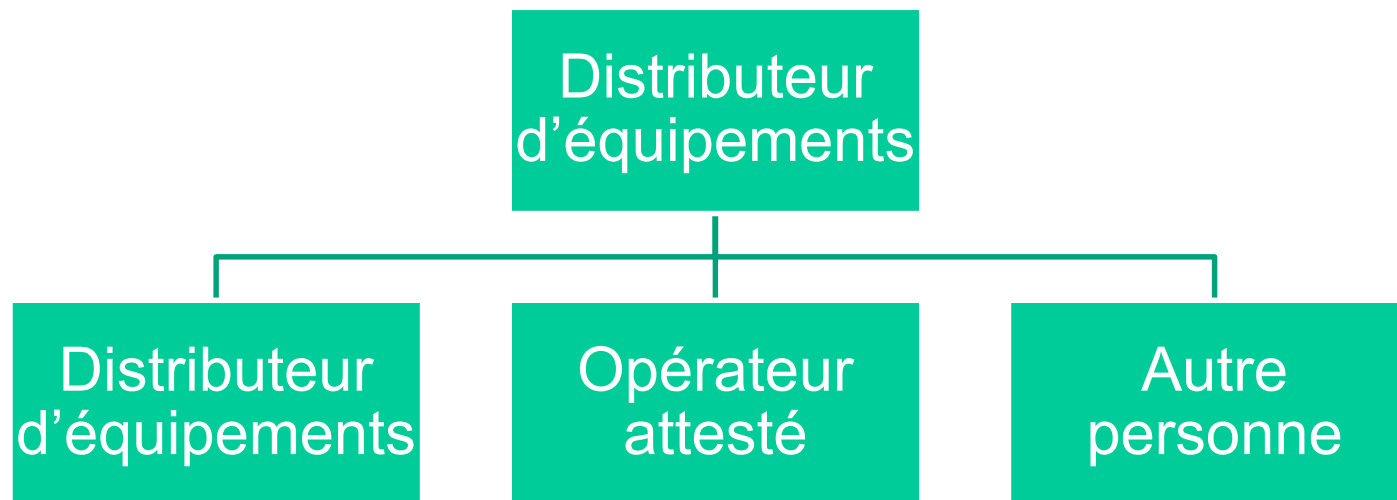 Distributeur
d’équipements
Distributeur
d’équipements
Opérateur
attesté
Autre
personne